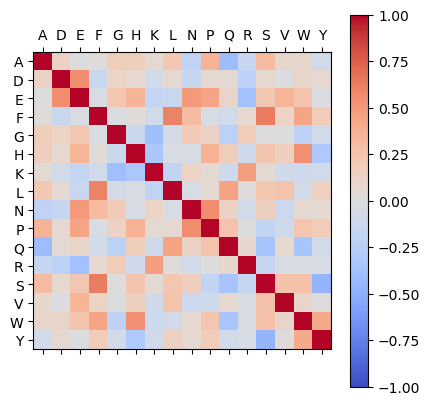 A D E F G H K L N P Q R S V W Y
A
D
E
F
G
H
K
L
N
P
Q
R
S
V
W
Y
1.00
0.75
0.50
0.25
0.00
−0.25
−0.50
−0.75
−1.00